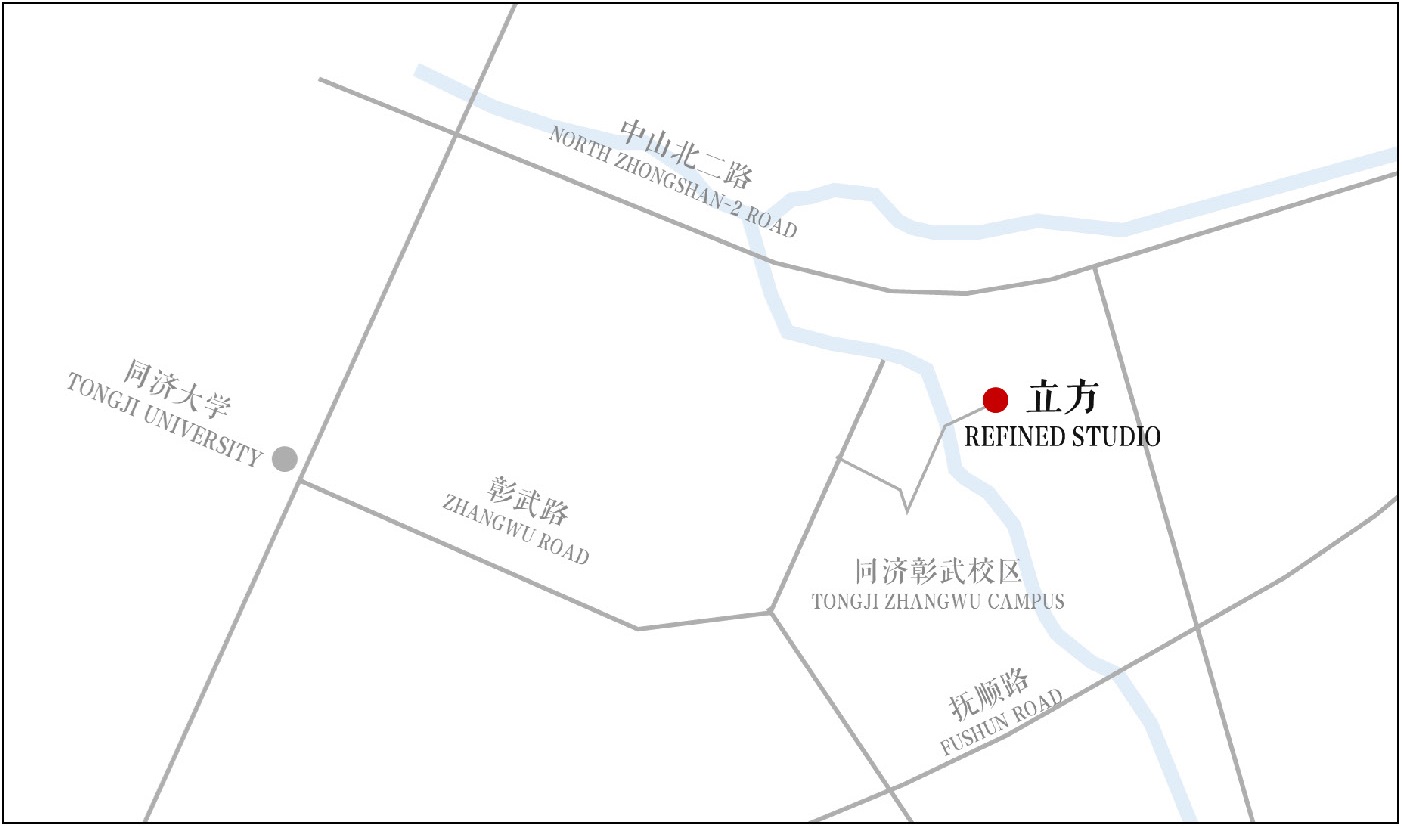 中山北二路
NORTH ZHONGSHAN-2 ROAD
同济大学
TONGJI UNIVERSITY
立方
REFINED STUDIO
彰武路
ZHANGWU ROAD
同济彰武校区
TONGJI ZHANGWU CAMPUS
抚顺路
FUSHUN ROAD